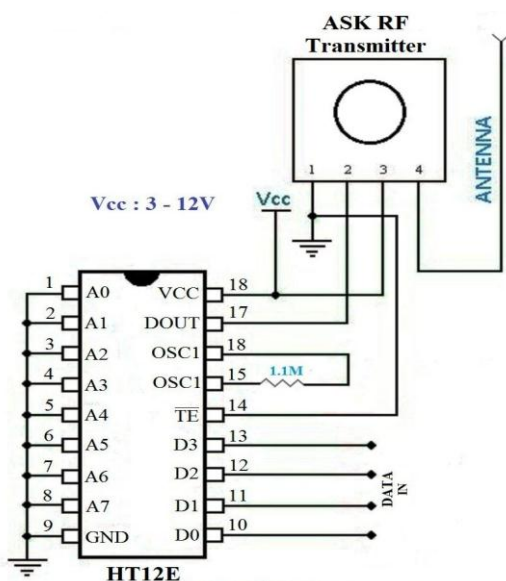 ASK RF
Transmitter
1 2 3 4
ANTENNA
Vcc : 3 - 12V
Vcc
1 A0 VCC 18
2 A1 DOUT 17
3 A2 OSC1 18
4 A3 OSC1 15 1.1M
5 A4 TE 14
6 A5 D3 13
7 A6 D2 12
8 A7 D1 11
9 GND D0 10
DATA
IN
HT12E